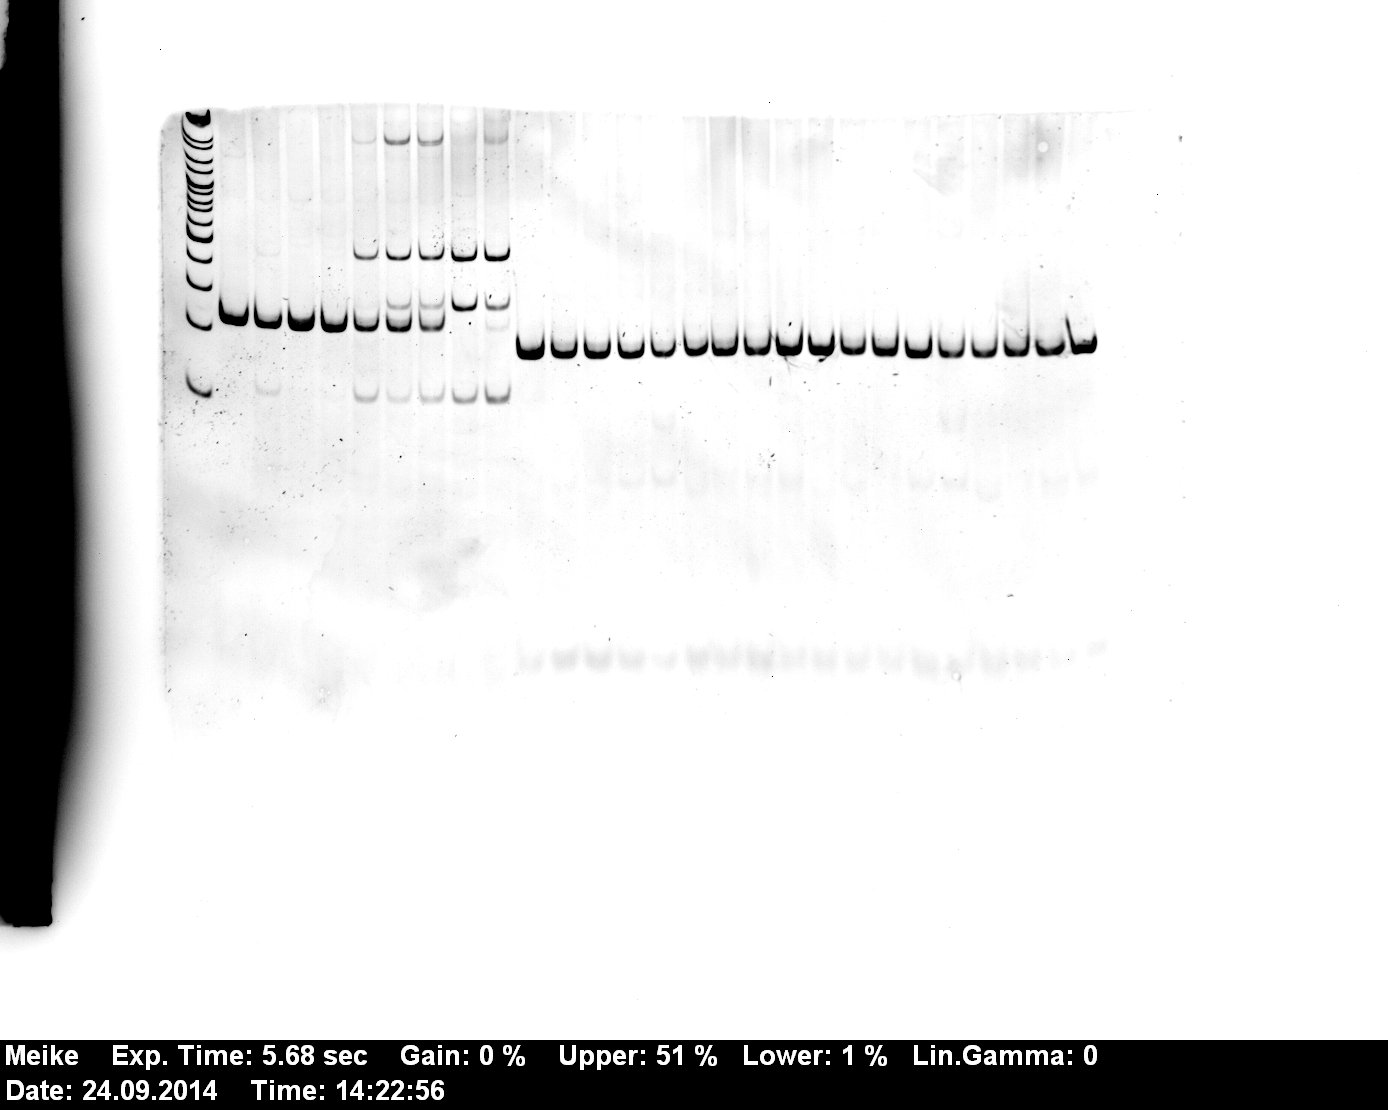 Meike Exp. Time: 5.68 sec Gain: 0 % Upper: 51 % Lower: 1 % Lin.Gamma: 0
Date: 24.09.2014 Time: 14:22:56